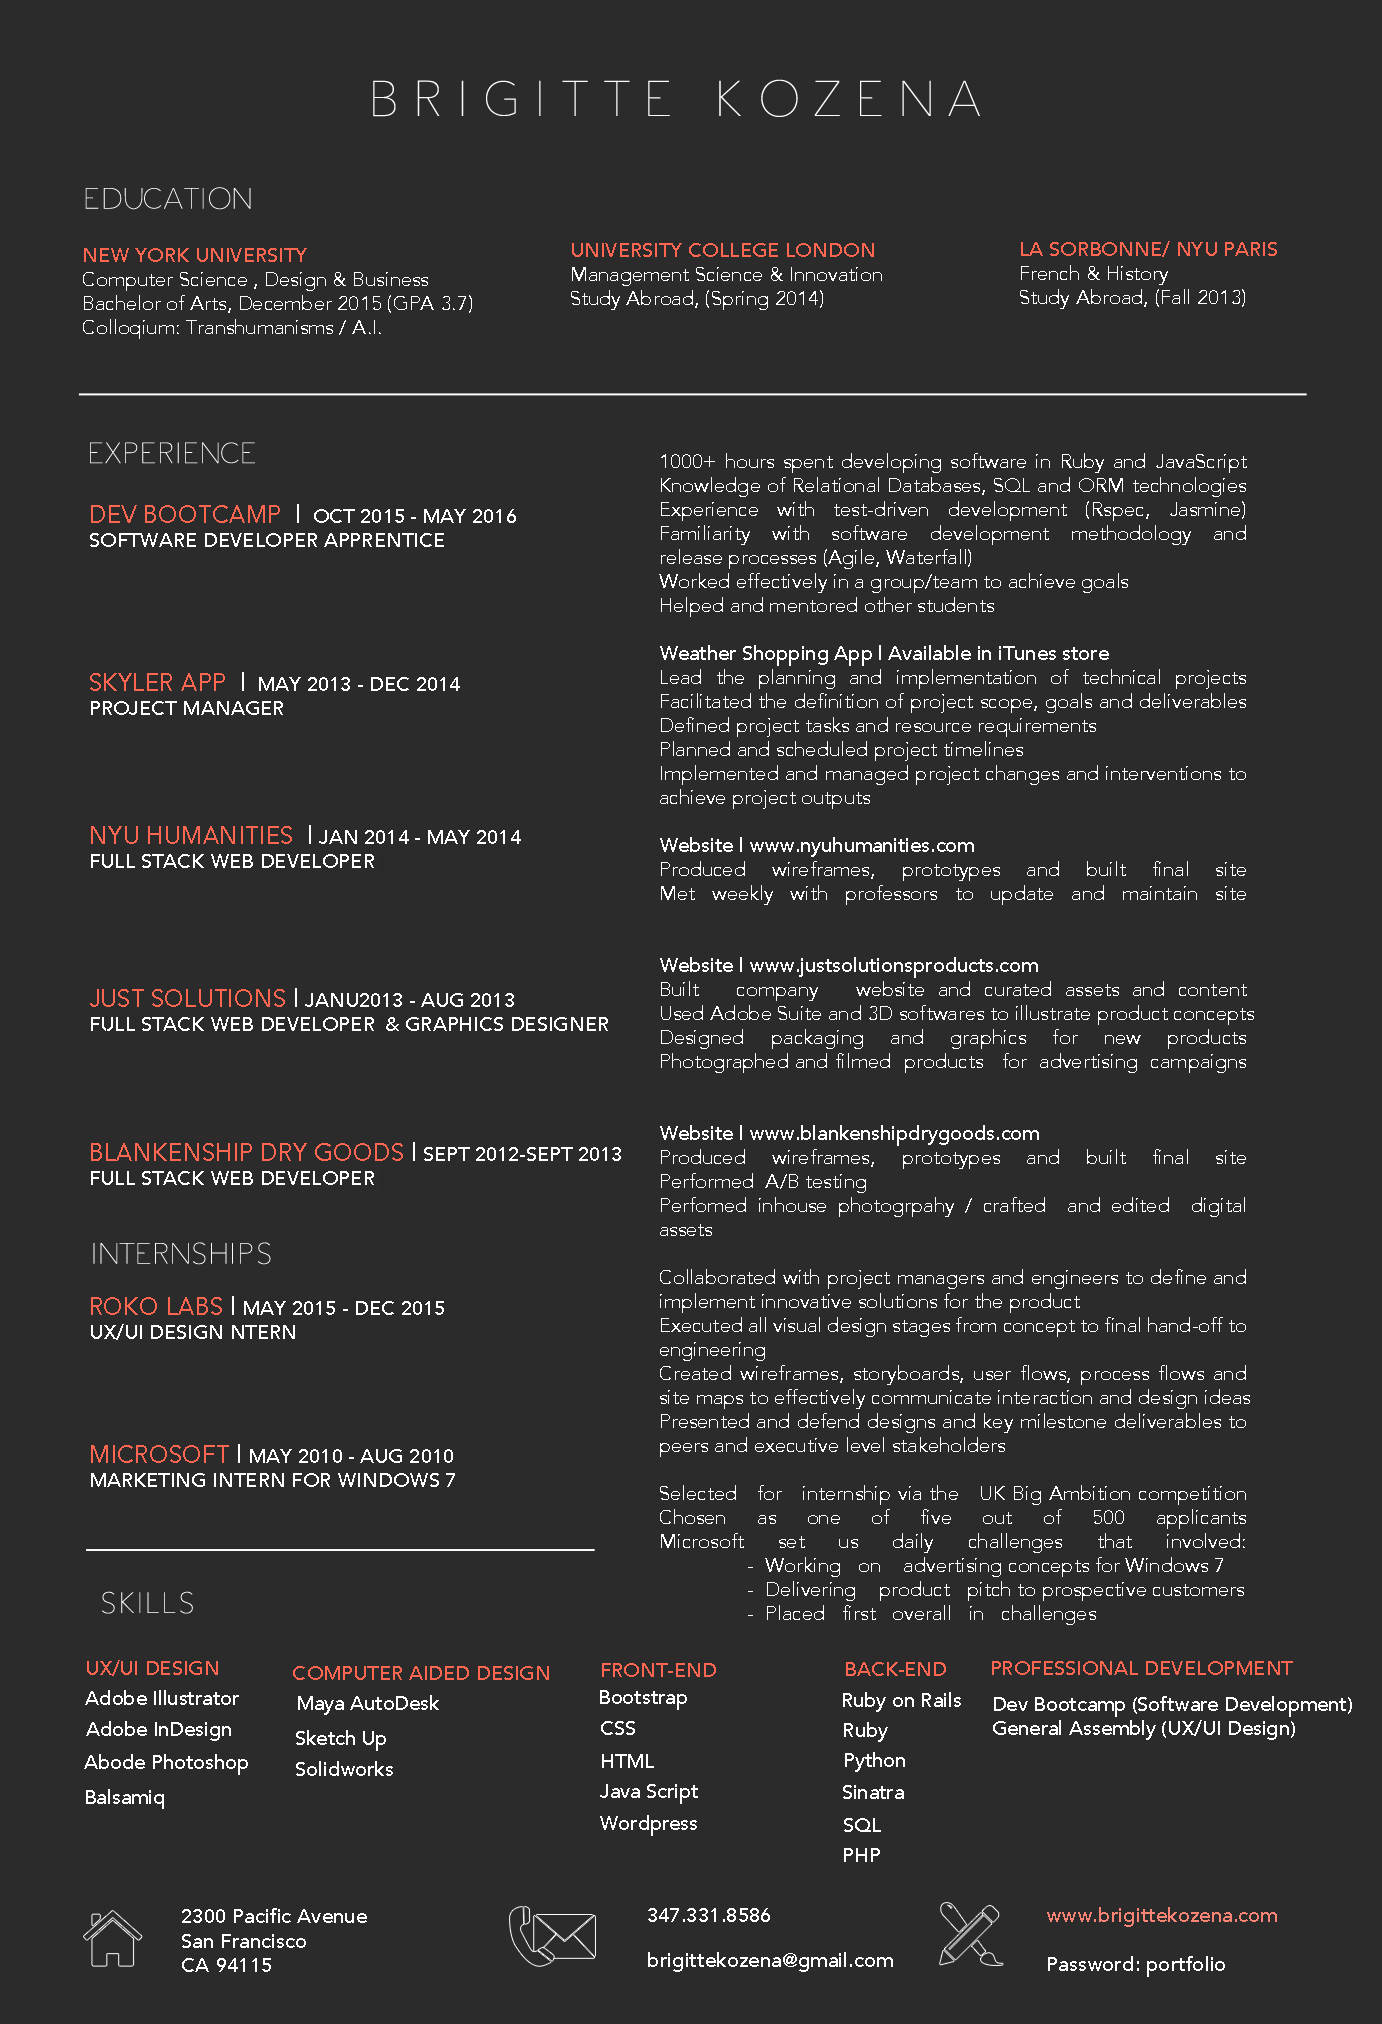 BRIGITTE KOZENA
EDUCATION
NEW YORK UNIVERSITY
Computer Science , Design & Business
Bachelor of Arts, December 2015 (GPA 3.7)
Colloqium: Transhumanisms / A.I.
UNIVERSITY COLLEGE LONDON
Management Science & Innovation
Study Abroad, (Spring 2014)
LA SORBONNE/ NYU PARIS
French & History
Study Abroad, (Fall 2013)
EXPERIENCE
DEV BOOTCAMP | OCT 2015 - MAY 2016
SOFTWARE DEVELOPER APPRENTICE
1000+ hours spent developing software in Ruby and JavaScript
Knowledge of Relational Databases, SQL and ORM technologies
Experience with test-driven development (Rspec, Jasmine)
Familiarity with software development methodology and
release processes (Agile, Waterfall)
Worked effectively in a group/team to achieve goals
Helped and mentored other students
SKYLER APP | MAY 2013 - DEC 2014
PROJECT MANAGER
Weather Shopping App | Available in iTunes store
Lead the planning and implementation of technical projects
Facilitated the definition of project scope, goals and deliverables
Defined project tasks and resource requirements
Planned and scheduled project timelines
Implemented and managed project changes and interventions to
achieve project outputs
NYU HUMANITIES | JAN 2014 - MAY 2014
FULL STACK WEB DEVELOPER
Website | www.nyuhumanities.com
Produced wireframes, prototypes and built final site
Met weekly with professors to update and maintain site
JUST SOLUTIONS | JANU2013 - AUG 2013
FULL STACK WEB DEVELOPER & GRAPHICS DESIGNER
Website | www.justsolutionsproducts.com
Built company website and curated assets and content
Used Adobe Suite and 3D softwares to illustrate product concepts
Designed packaging and graphics for new products
Photographed and filmed products for advertising campaigns
BLANKENSHIP DRY GOODS | SEPT 2012-SEPT 2013
FULL STACK WEB DEVELOPER
Website | www.blankenshipdrygoods.com
Produced wireframes, prototypes and built final site
Performed A/B testing
Perfomed inhouse photogrpahy / crafted and edited digital
assets
INTERNSHIPS
ROKO LABS | MAY 2015 - DEC 2015
UX/UI DESIGN NTERN
Collaborated with project managers and engineers to define and
implement innovative solutions for the product
Executed all visual design stages from concept to final hand-off to
engineering
Created wireframes, storyboards, user flows, process flows and
site maps to effectively communicate interaction and design ideas
Presented and defend designs and key milestone deliverables to
peers and executive level stakeholders
MICROSOFT | MAY 2010 - AUG 2010
MARKETING INTERN FOR WINDOWS 7
Selected for internship via the UK Big Ambition competition
Chosen as one of five out of 500 applicants
Microsoft set us daily challenges that involved:
- Working on advertising concepts for Windows 7
- Delivering product pitch to prospective customers
- Placed first overall in challenges
SKILLS
UX/UI DESIGN
Adobe Illustrator
Adobe InDesign
Abode Photoshop
Balsamiq
COMPUTER AIDED DESIGN
Maya AutoDesk
Sketch Up
Solidworks
FRONT-END
Bootstrap
CSS
HTML
Java Script
Wordpress
BACK-END
Ruby on Rails
Ruby
Python
Sinatra
SQL
PHP
PROFESSIONAL DEVELOPMENT
Dev Bootcamp (Software Development)
General Assembly (UX/UI Design)
2300 Pacific Avenue
San Francisco
CA 94115
347.331.8586
brigittekozena@gmail.com
www.brigittekozena.com
Password: portfolio